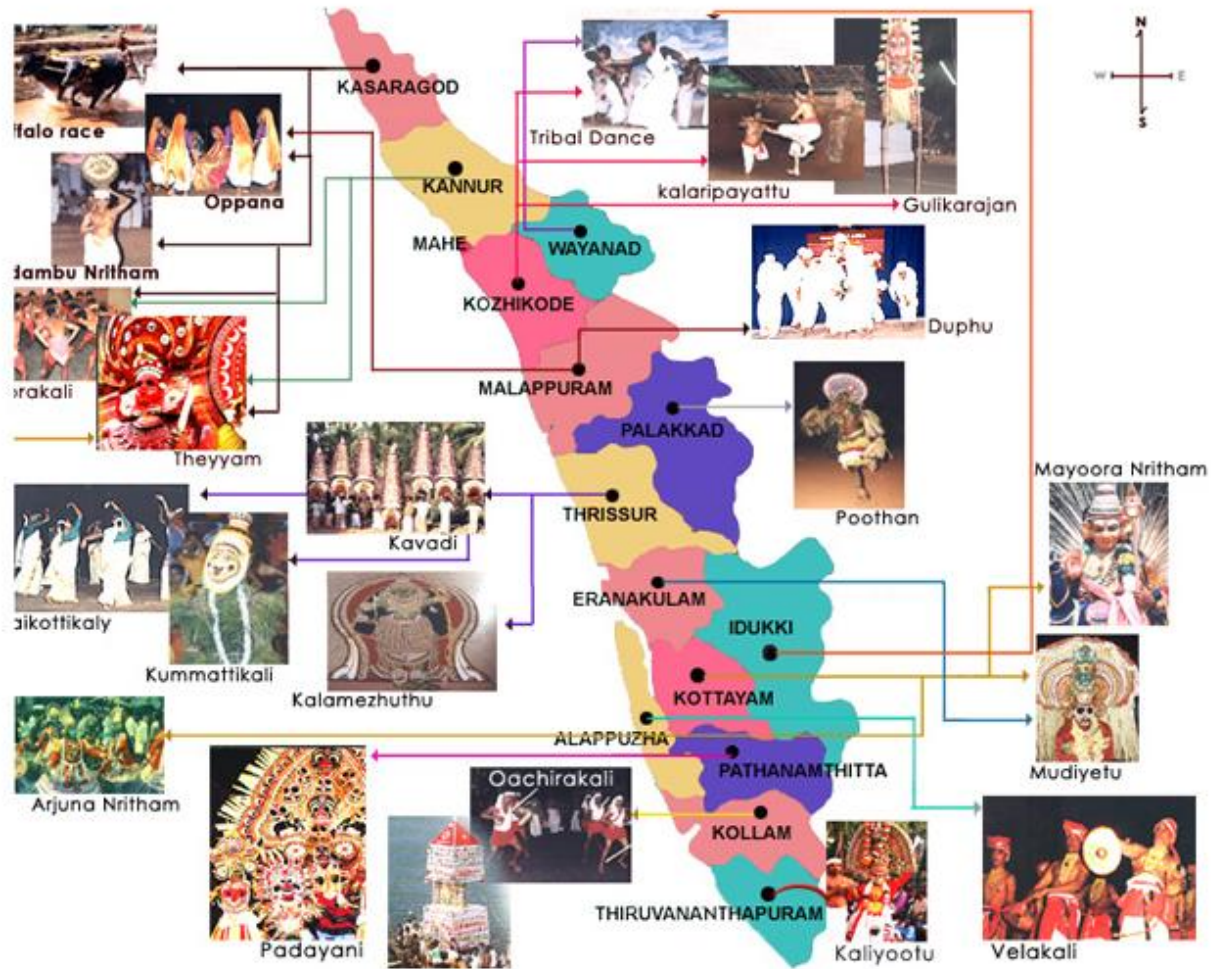 N
W E
S
KASARAGOD
ffalo race
Tribal Dance
kalaripayattu
Gulikarajan
KANNUR
Oppana
MAHE
WAYANAD
dambu Nritham
KOZHIKODE
Duphu
orakali
MALAPPURAM
PALAKKAD
Theyyam
Mayoora Nritham
THRISSUR
Poothan
Kavadi
aikottikaly
ERANAKULAM
IDUKKI
Kummattikali
Kalamezhuthu
KOTTAYAM
ALAPPUZHA
Mudiyetu
PATHANAMTHITTA
Arjuna Nritham
Oachirakali
KOLLAM
THIRUVANANTHAPURAM
Padayani
Kaliyootu
Velakali